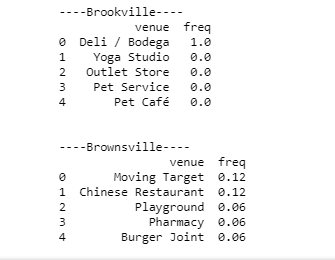 ----Brookville----
venue freq
0 Deli / Bodega 1.0
1 Yoga Studio 0.0
2 Outlet Store 0.0
3 Pet Service 0.0
4 Pet Café 0.0
----Brownsville----
venue freq
0 Moving Target 0.12
1 Chinese Restaurant 0.12
2 Playground 0.06
3 Pharmacy 0.06
4 Burger Joint 0.06